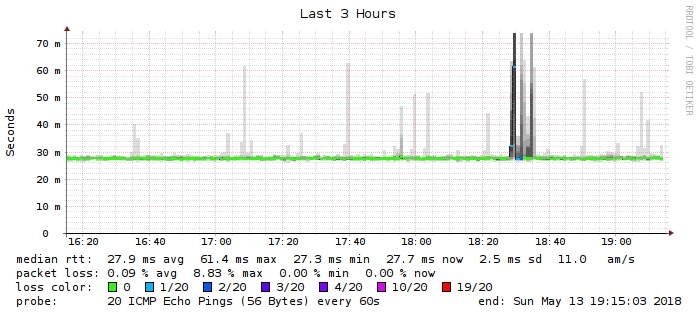 Last 3 Hours
RRDTOOL / TOBI OETIKER
Seconds
70 m
60 m
50 m
40 m
30 m
20 m
10 m
0
16:20 16:40 17:00 17:20 17:40 18:00 18:20 18:40 19:00
median rtt: 27.9 ms avg 61.4 ms max 27.3 ms min 27.7 ms now 2.5 ms sd 11.0 am/s
packet loss: 0.09 % avg 8.83 % max 0.00 % min 0.00 % now
loss color: 0 1/20 2/20 3/20 4/20 10/20 19/20
probe: 20 ICMP Echo Pings (56 Bytes) every 60s end: Sun May 13 19:15:03 2018